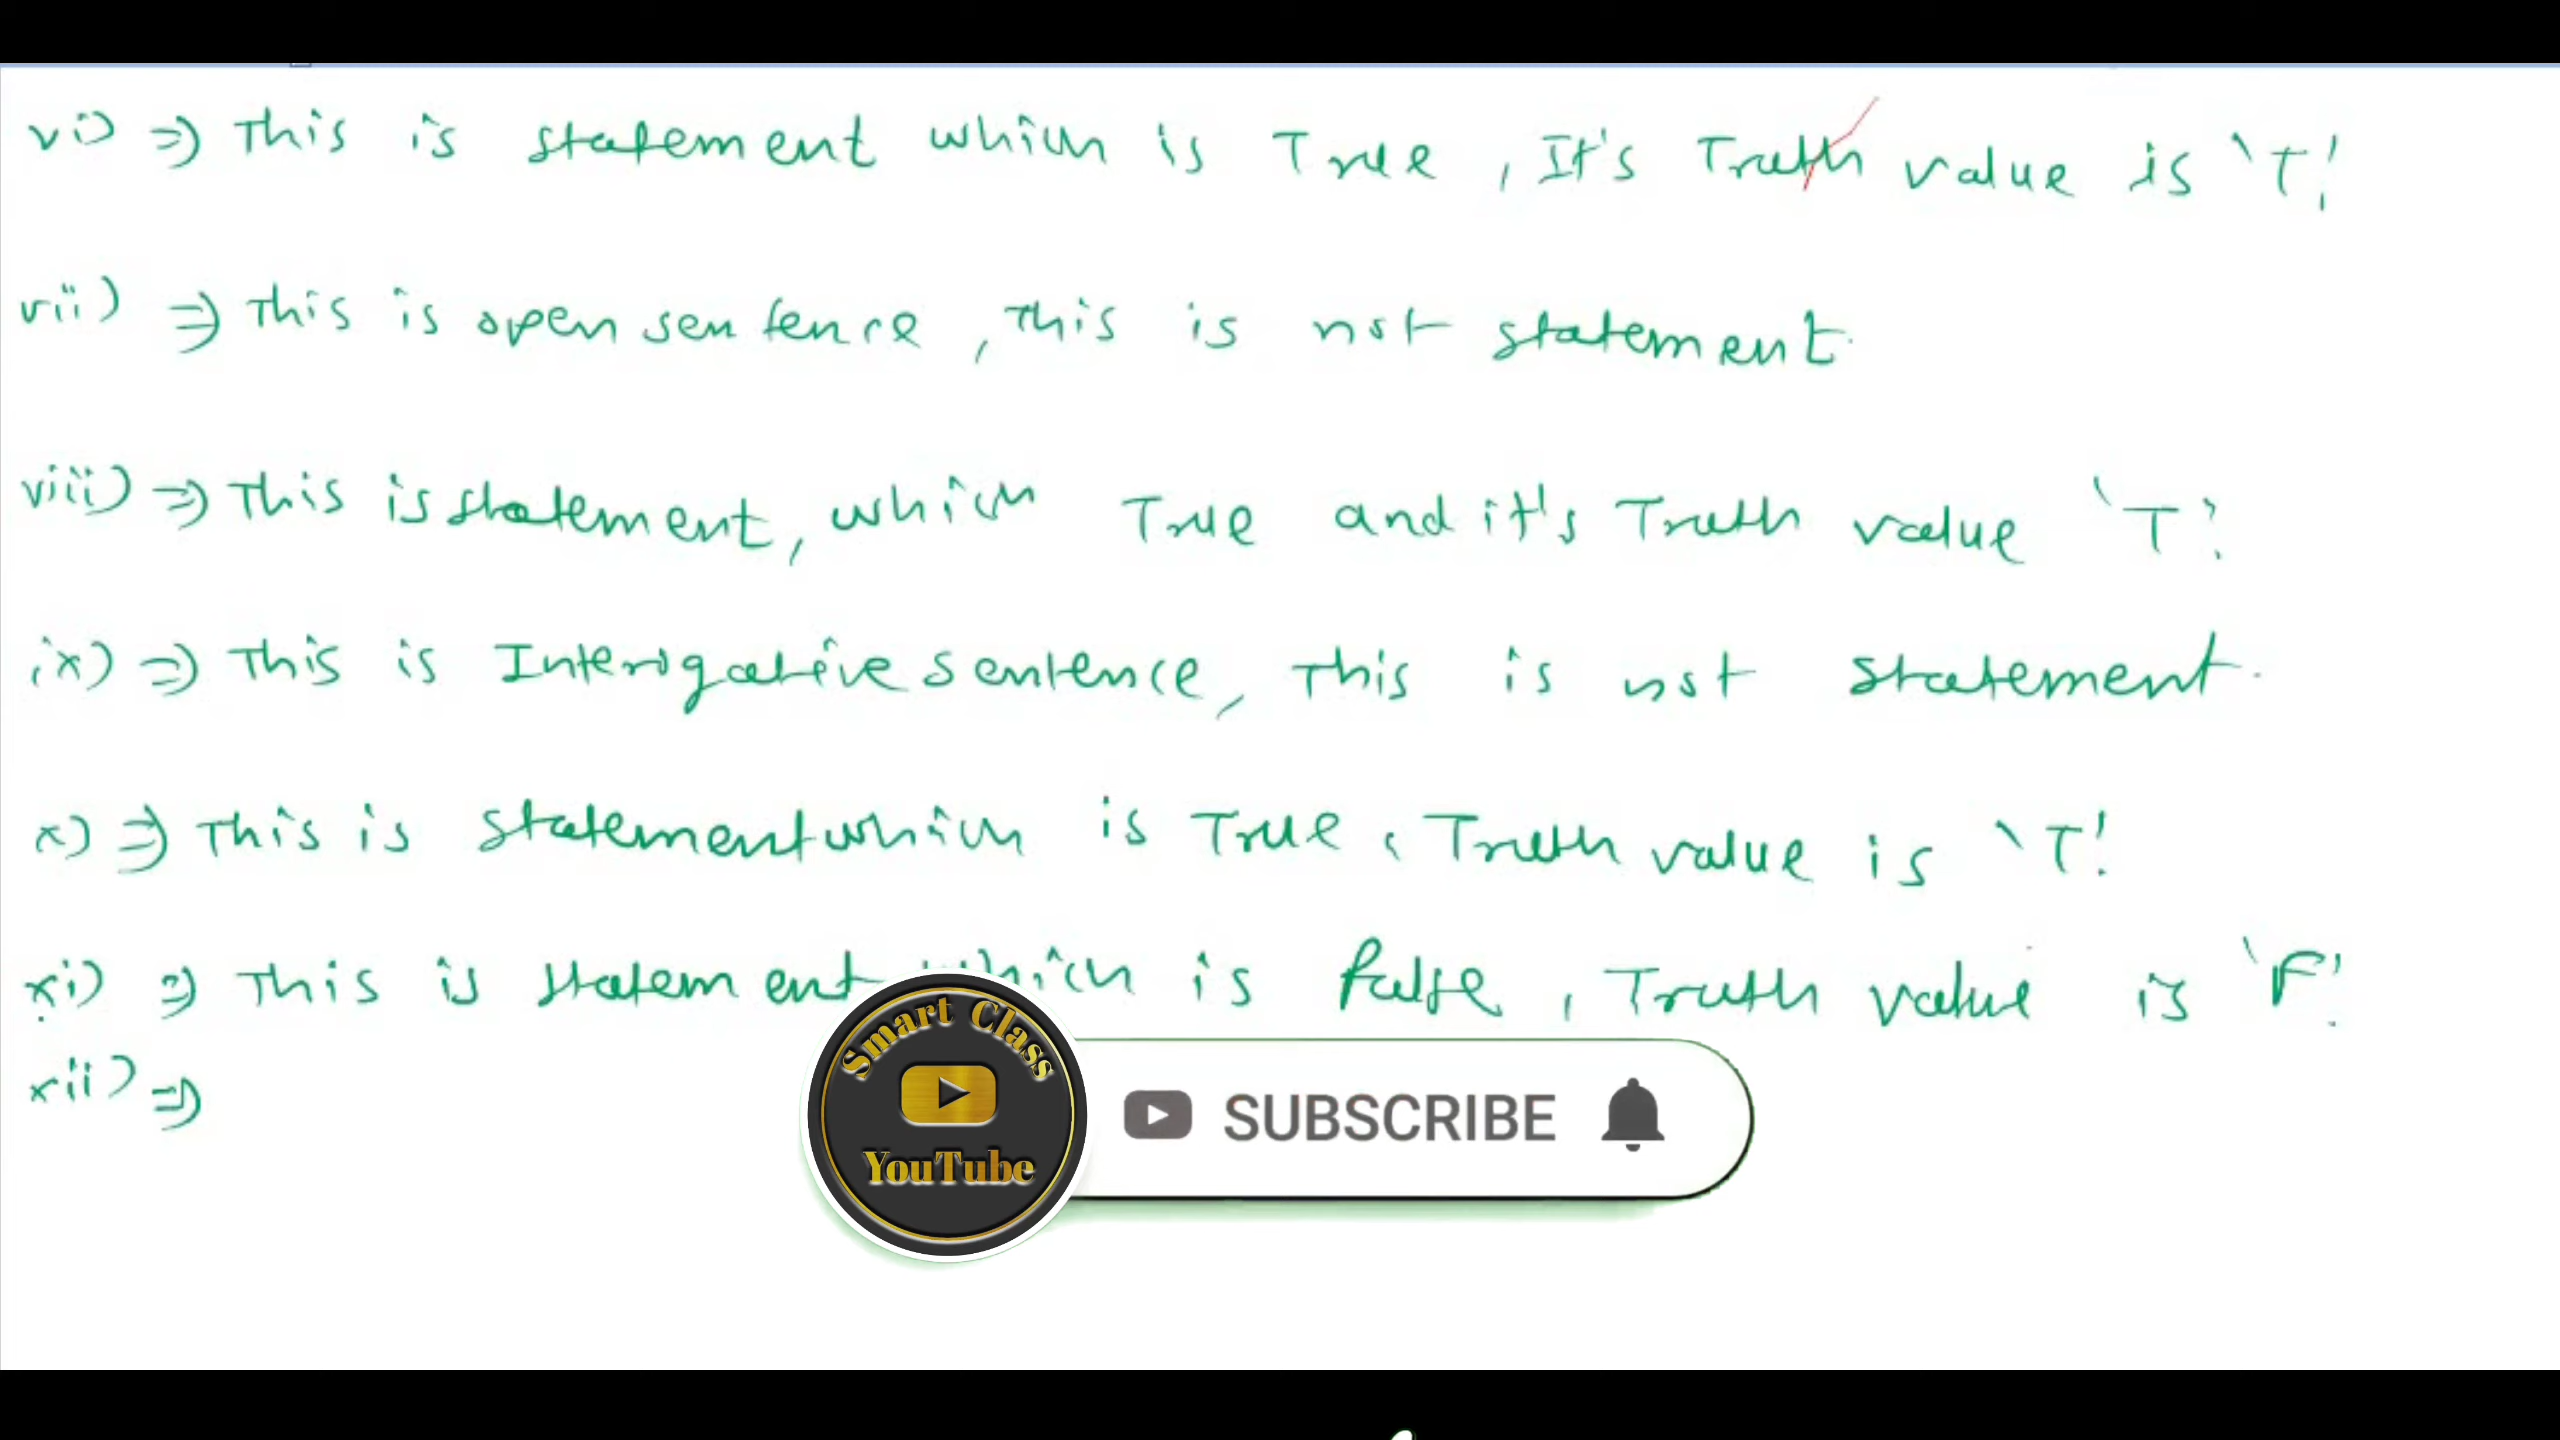 vi) ⇒ This is statement which is True, It's Truth value is 'T'.
vii) ⇒ This is open sentence, This is not statement.
viii) ⇒ This is statement, which True and it's Truth value 'T'.
ix) ⇒ This is Interogative sentence, This is not statement.
x) ⇒ This is statement which is True, Truth value is 'T'.
xi) ⇒ This is statement which is false, Truth value is 'F'.
xii) ⇒
Smart Class
YouTube
SUBSCRIBE